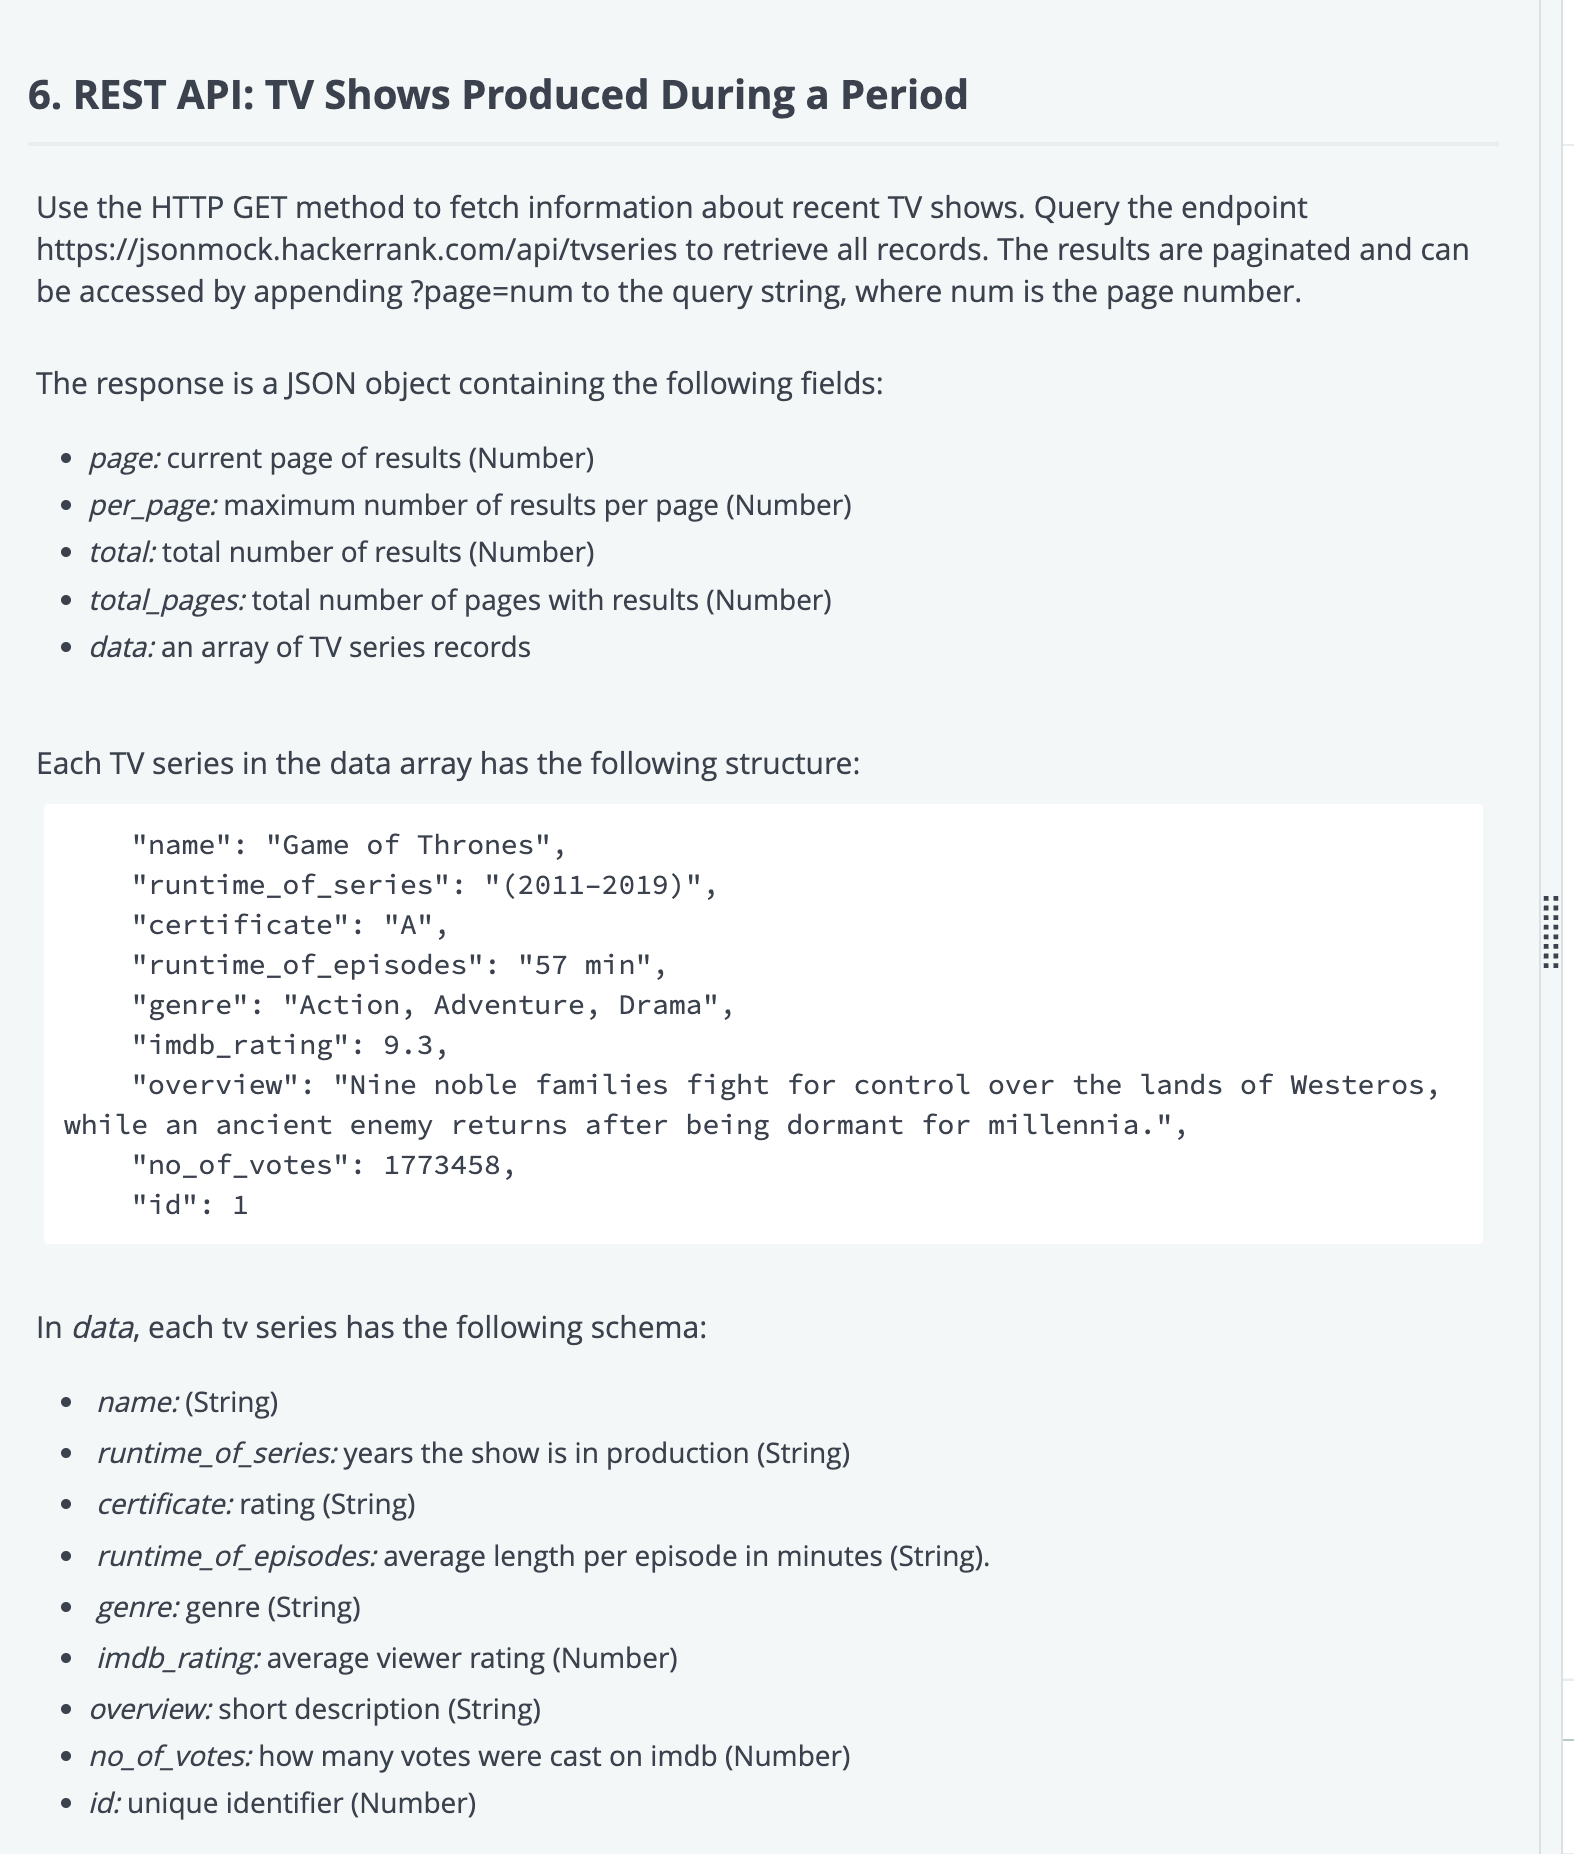 6. REST API: TV Shows Produced During a Period
Use the HTTP GET method to fetch information about recent TV shows. Query the endpoint
https://jsonmock.hackerrank.com/api/tvseries to retrieve all records. The results are paginated and can
be accessed by appending ?page=num to the query string, where num is the page number.
The response is a JSON object containing the following fields:
• page: current page of results (Number)
• per_page: maximum number of results per page (Number)
• total: total number of results (Number)
• total_pages: total number of pages with results (Number)
• data: an array of TV series records
Each TV series in the data array has the following structure:
"name": "Game of Thrones",
"runtime_of_series": "(2011–2019)",
"certificate": "A",
"runtime_of_episodes": "57 min",
"genre": "Action, Adventure, Drama",
"imdb_rating": 9.3,
"overview": "Nine noble families fight for control over the lands of Westeros,
while an ancient enemy returns after being dormant for millennia.",
"no_of_votes": 1773458,
"id": 1
In data, each tv series has the following schema:
• name: (String)
• runtime_of_series: years the show is in production (String)
• certificate: rating (String)
• runtime_of_episodes: average length per episode in minutes (String).
• genre: genre (String)
• imdb_rating: average viewer rating (Number)
• overview: short description (String)
• no_of_votes: how many votes were cast on imdb (Number)
• id: unique identifier (Number)